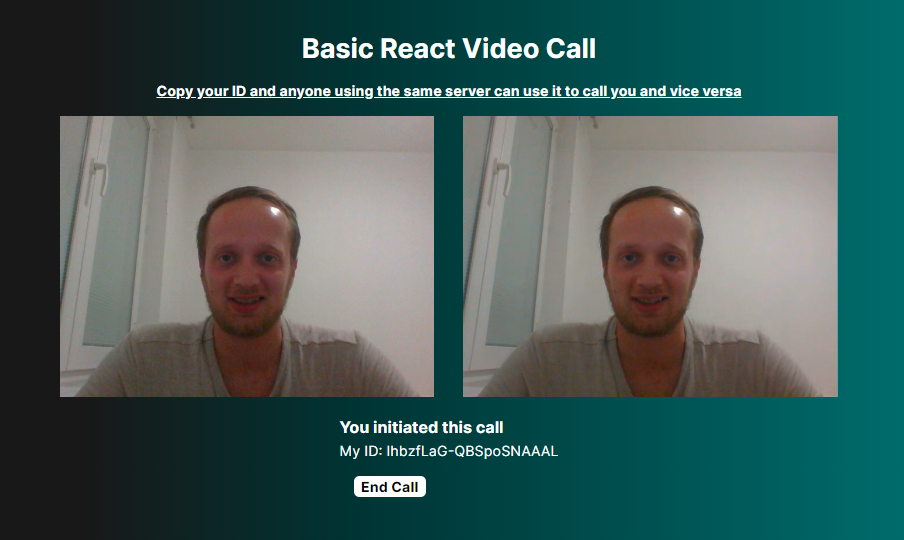 Basic React Video Call
Copy your ID and anyone using the same server can use it to call you and vice versa
You initiated this call
My ID: IhbzfLaG-QBSpoSNAAAL
End Call